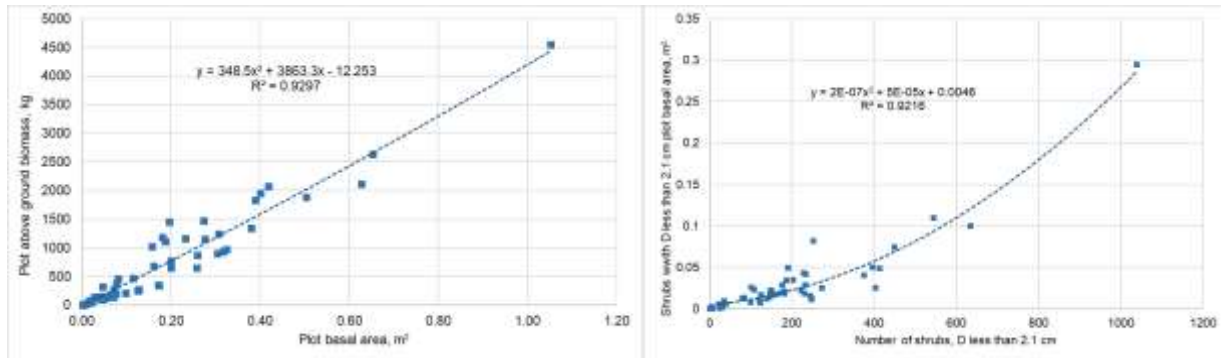 5000
4500
4000
3500
3000
2500
2000
1500
1000
500
0
Plot above ground biomass, kg
y = 348.5x² + 3863.3x - 12.253
R² = 0.9297
0.00 0.20 0.40 0.60 0.80 1.00 1.20
Plot basal area, m²
0.35
0.3
0.25
0.2
0.15
0.1
0.05
0
Shrubs wwith D less than 2.1 cm plot basal area, m²
y = 2E-07x² + 5E-05x + 0.0046
R² = 0.9216
0 200 400 600 800 1000 1200
Number of shrubs, D less than 2.1 cm